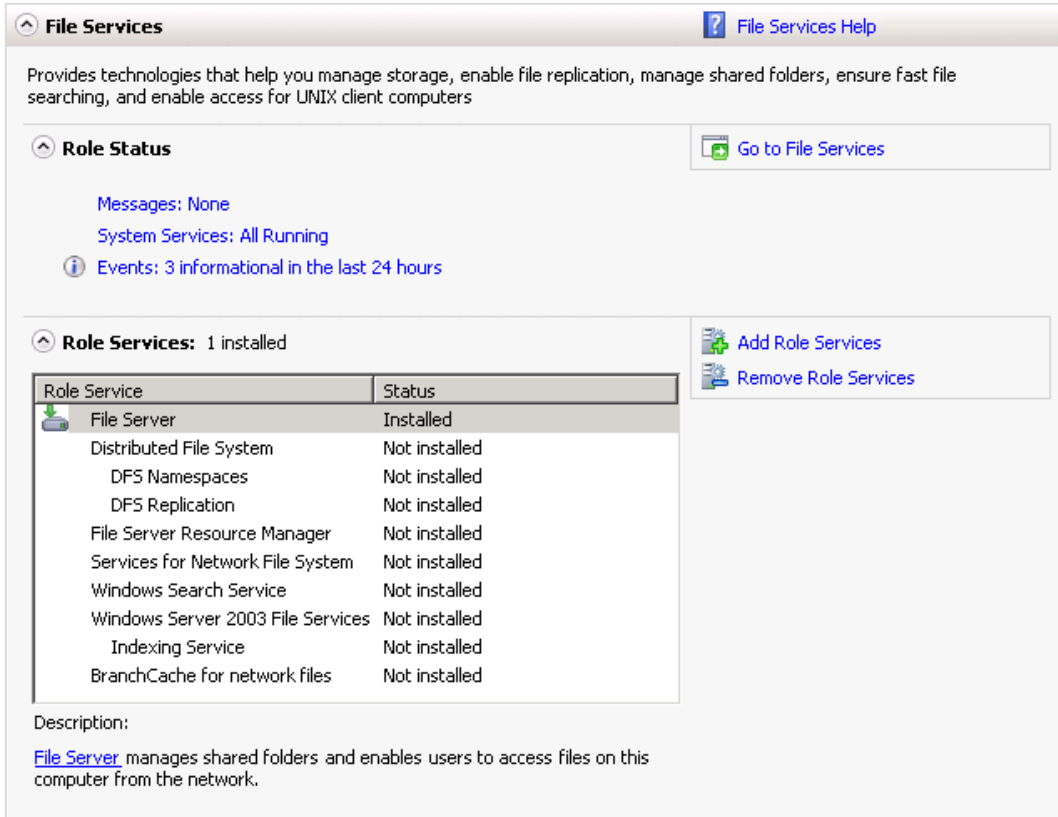 File Services
File Services Help
Provides technologies that help you manage storage, enable file replication, manage shared folders, ensure fast file
searching, and enable access for UNIX client computers
Role Status
Go to File Services
Messages: None
System Services: All Running
Events: 3 informational in the last 24 hours
Role Services: 1 installed
Add Role Services
Remove Role Services
Role Service Status
File Server Installed
Distributed File System Not installed
DFS Namespaces Not installed
DFS Replication Not installed
File Server Resource Manager Not installed
Services for Network File System Not installed
Windows Search Service Not installed
Windows Server 2003 File Services Not installed
Indexing Service Not installed
BranchCache for network files Not installed
Description:
File Server manages shared folders and enables users to access files on this
computer from the network.